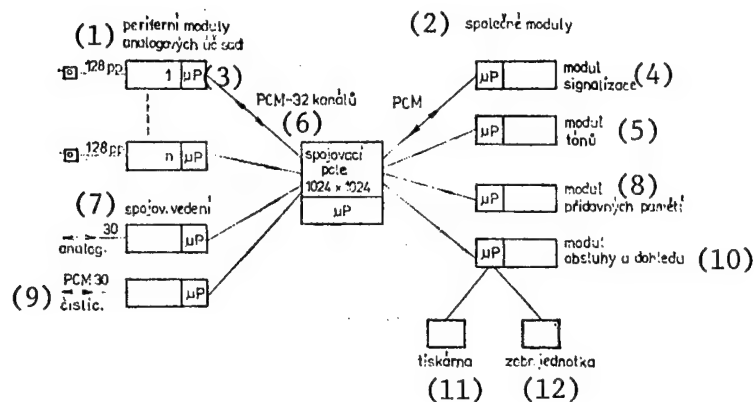 (1) periferní moduly
analogových úč. sad
(2) společné moduly
128 pp
1 µP (3)
PCM-32 kanálů
(6)
PCM
µP
modul
signalizace (4)
128 pp
n µP
spojovací
pole
1024 × 1024
µP
µP
modul
tónů (5)
(7) spojov. vedení
30
analog.
µP
µP
modul (8)
přídavných pamětí
(9) PCM 30
číslic.
µP
µP
modul
obsluhy a dohledu (10)
tiskárna
(11)
zobr. jednotka
(12)